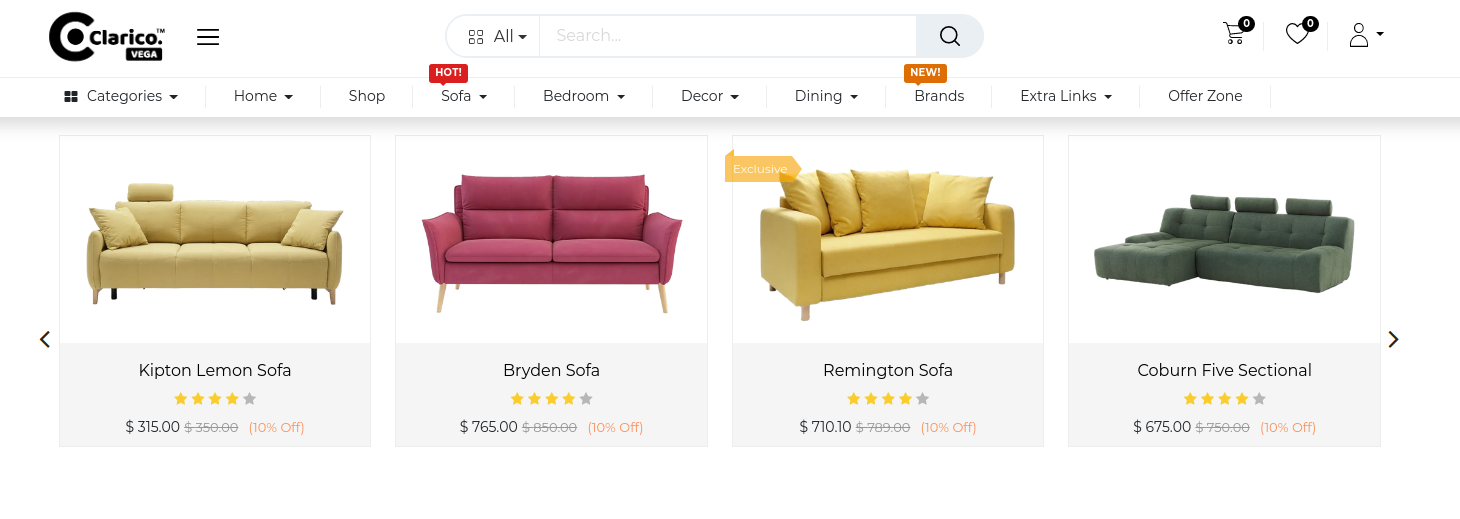 Clarico.™
VEGA
All
Search...
0
0
HOT!
NEW!
Categories
Home
Shop
Sofa
Bedroom
Decor
Dining
Brands
Extra Links
Offer Zone
Exclusive
Kipton Lemon Sofa
Bryden Sofa
Remington Sofa
Coburn Five Sectional
$ 315.00 $ 350.00 (10% Off)
$ 765.00 $ 850.00 (10% Off)
$ 710.10 $ 789.00 (10% Off)
$ 675.00 $ 750.00 (10% Off)